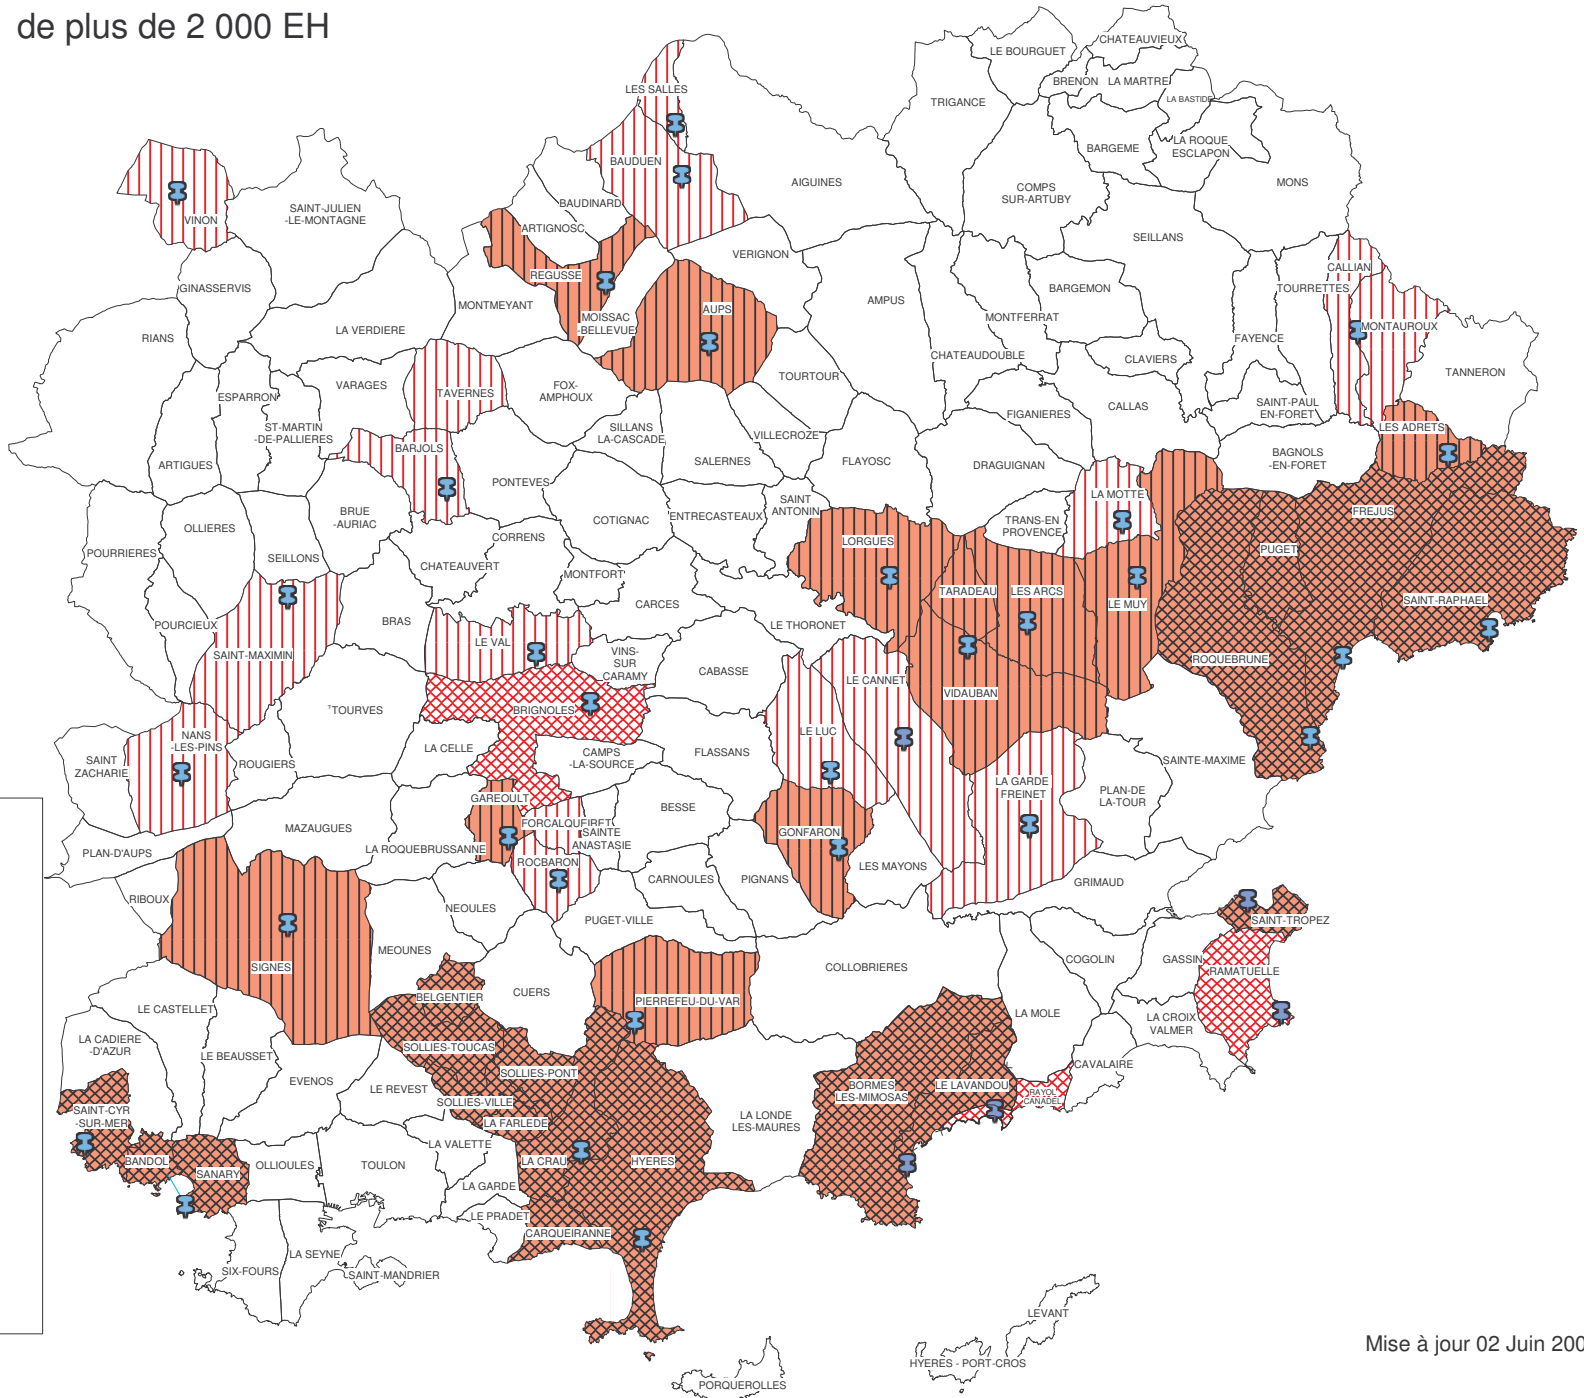 de plus de 2 000 EH
CHATEAUVIEUX
LE BOURGUET
BRENON
LA MARTRE
LES SALLES
TRIGANCE
LA BASTIDE
BARGEME
LA ROQUE
ESCLAPON
BAUDUEN
AIGUINES
MONS
COMPS
SUR-ARTUBY
BAUDINARD
SAINT-JULIEN
-LE-MONTAGNE
VINON
ARTIGNOSC
SEILLANS
VERIGNON
CALLIAN
REGUSSE
GINASSERVIS
TOURRETTES
BARGEMON
AMPUS
MONTMEYANT
AUPS
MOISSAC
-BELLEVUE
MONTFERRAT
MONTAUROUX
LA VERDIERE
RIANS
FAYENCE
CHATEAUDOUBLE
CLAVIERS
TANNERON
TOURTOUR
VARAGES
TAVERNES
FOX-
AMPHOUX
ESPARRON
SAINT-PAUL
EN-FORET
CALLAS
FIGANIERES
ST-MARTIN
-DE-PALLIERES
SILLANS
LA-CASCADE
VILLECROZE
LES ADRETS
BARJOLS
BAGNOLS
-EN-FORET
ARTIGUES
SALERNES
FLAYOSC
DRAGUIGNAN
PONTEVES
LA MOTTE
SAINT
ANTONIN
BRUE
-AURIAC
COTIGNAC
ENTRECASTEAUX
TRANS-EN
PROVENCE
FREJUS
OLLIERES
CORRENS
LORGUES
PUGET
POURRIERES
SEILLONS
CHATEAUVERT
MONTFORT
TARADEAU
LES ARCS
LE MUY
SAINT-RAPHAEL
CARCES
POURCIEUX
BRAS
LE THORONET
LE VAL
SAINT-MAXIMIN
VINS-
SUR
CARAMY
ROQUEBRUNE
CABASSE
LE CANNET
VIDAUBAN
TOURVES
BRIGNOLES
LE LUC
NANS
-LES-PINS
LA CELLE
CAMPS
-LA-SOURCE
FLASSANS
SAINT
ZACHARIE
ROUGIERS
SAINTE-MAXIME
LA GARDE
FREINET
PLAN-DE
LA-TOUR
GAREOULT
BESSE
FORCALQUEIRET
MAZAUGUES
SAINTE
ANASTASIE
GONFARON
PLAN-D'AUPS
LA ROQUEBRUSSANNE
ROCBARON
LES MAYONS
CARNOULES
PIGNANS
GRIMAUD
RIBOUX
NEOULES
PUGET-VILLE
SAINT-TROPEZ
MEOUNES
COGOLIN
GASSIN
SIGNES
COLLOBRIERES
RAMATUELLE
CUERS
BELGENTIER
PIERREFEU-DU-VAR
LE CASTELLET
LA MOLE
LA CROIX
VALMER
LA CADIERE
-D'AZUR
SOLLIES-TOUCAS
LE BEAUSSET
CAVALAIRE
SOLLIES-PONT
EVENOS
LE REVEST
BORMES
LES-MIMOSAS
LE LAVANDOU
RAYOL
CANADEL
SOLLIES-VILLE
SAINT-CYR
-SUR-MER
LA LONDE
LES-MAURES
LA FARLEDE
LA VALETTE
BANDOL
SANARY
OLLIOULES
TOULON
LA CRAU
HYERES
LA GARDE
LE PRADET
CARQUEIRANNE
LA SEYNE
SIX-FOURS
SAINT-MANDRIER
LEVANT
Mise à jour 02 Juin 200
HYERES - PORT-CROS
PORQUEROLLES